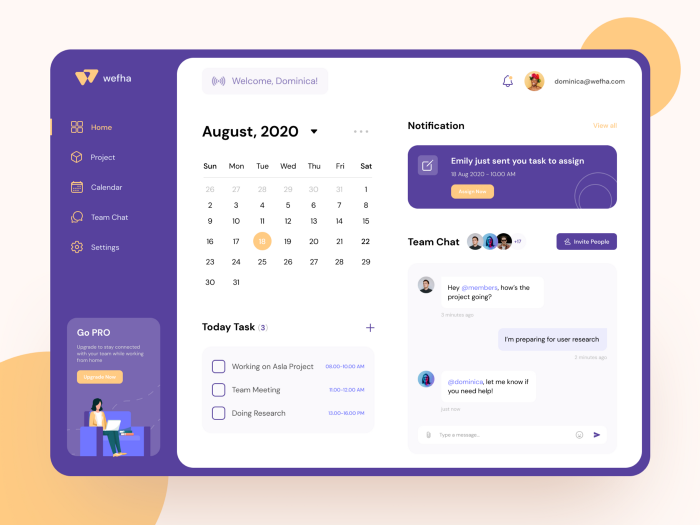 wefha
Home
Project
Calendar
Team Chat
Settings
Go PRO
Upgrade to stay connected
with your team while working
from home
Upgrade Now
Welcome, Dominica!
dominica@wefha.com
August, 2020
Sun Mon Tue Wed Thu Fri Sat
26 27 28 29 30 31 1
2 3 4 5 6 7 8
9 10 11 12 13 14 15
16 17 18 19 20 21 22
23 24 25 26 27 28 29
30 31
Today Task (3)
Working on Asla Project 08.00-10.00 AM
Team Meeting 11.00-12.00 AM
Doing Research 13.00-16.00 PM
Notification View all
Emily just sent you task to assign
18 Aug 2020 - 10.00 AM
Assign Now
Team Chat +17 Invite People
Hey @members, how's the
project going?
3 minutes ago
I'm preparing for user research
2 minutes ago
@dominica, let me know if
you need help!
just now
Type a message...